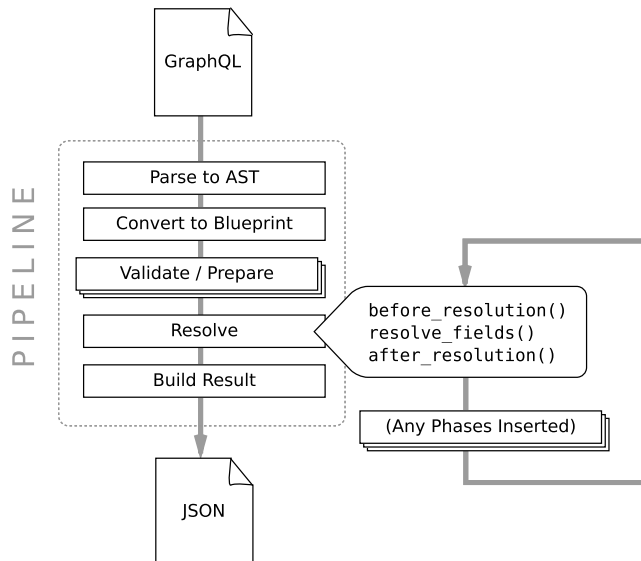 GraphQL
PIPELINE
Parse to AST
Convert to Blueprint
Validate / Prepare
Resolve
Build Result
before_resolution()
resolve_fields()
after_resolution()
(Any Phases Inserted)
JSON